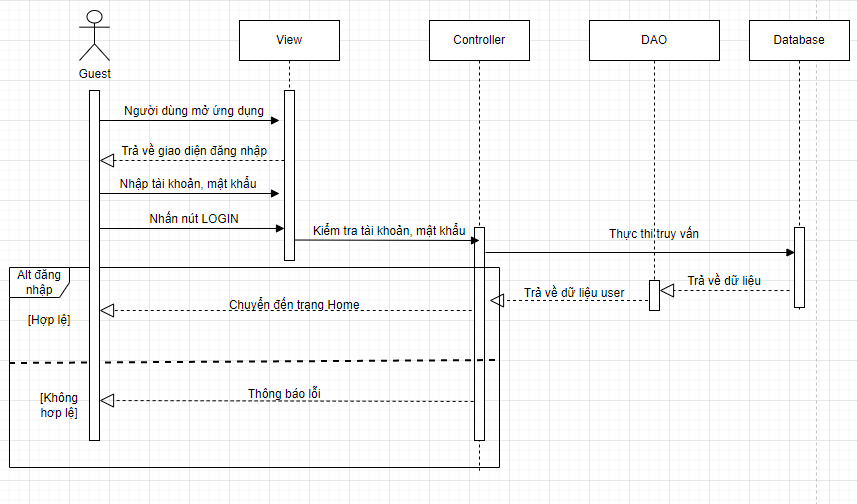 View
Controller
DAO
Database
Guest
Người dùng mở ứng dụng
Trả về giao diện đăng nhập
Nhập tài khoản, mật khẩu
Nhấn nút LOGIN
Kiểm tra tài khoản, mật khẩu
Thực thi truy vấn
Alt đăng
nhập
Trả về dữ liệu
Trả về dữ liệu user
Chuyển đến trang Home
[Hợp lệ]
Thông báo lỗi
[Không
hơp lệ]